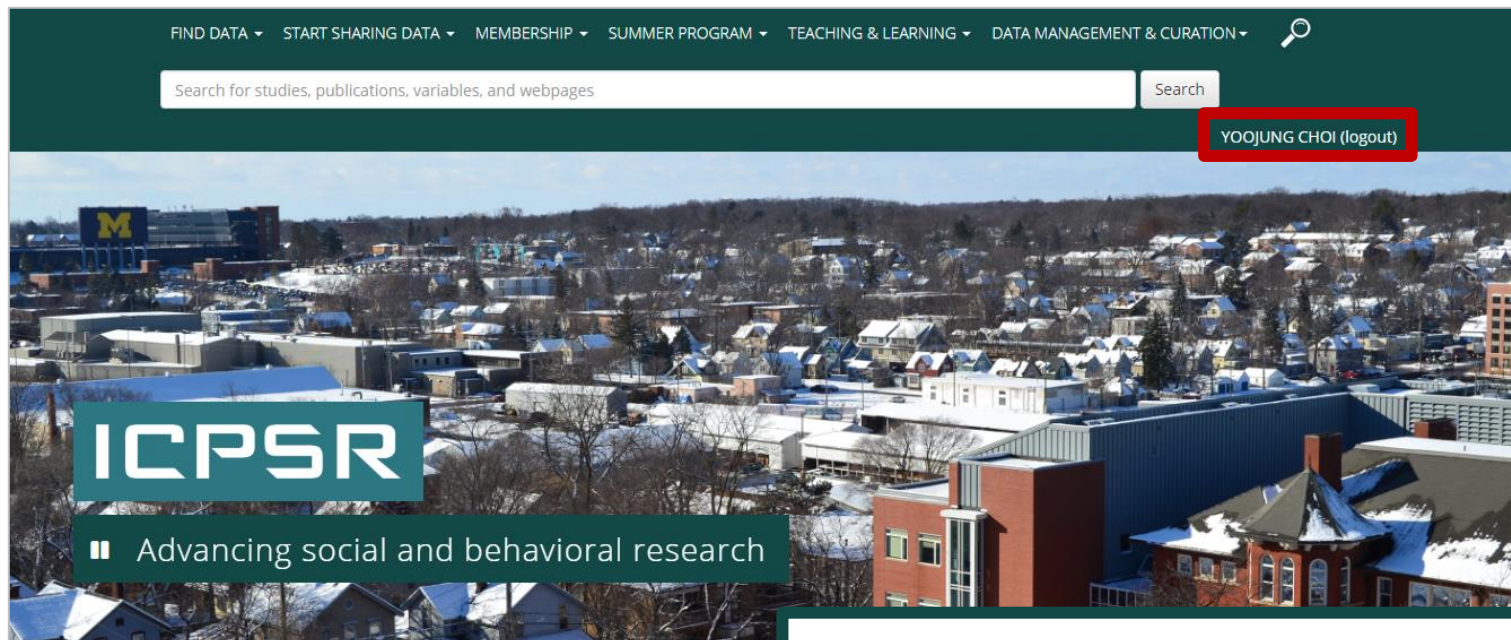 FIND DATA START SHARING DATA MEMBERSHIP SUMMER PROGRAM TEACHING & LEARNING DATA MANAGEMENT & CURATION
Search for studies, publications, variables, and webpages Search
YOOJUNG CHOI (logout)
M
ICPSR
Advancing social and behavioral research